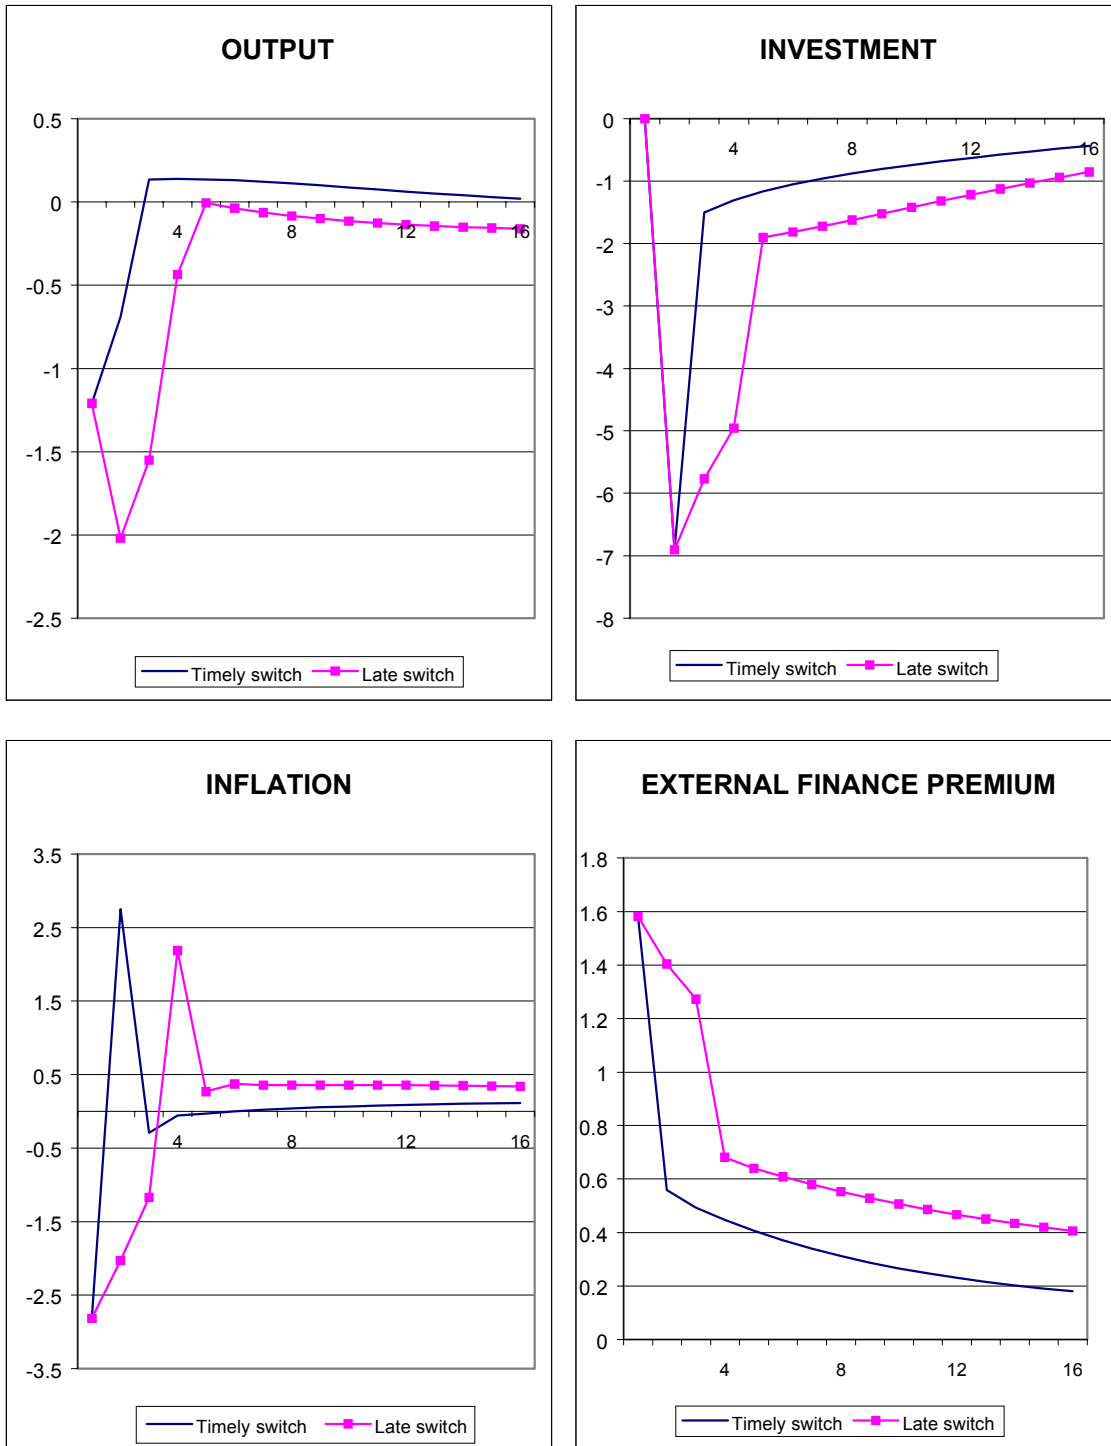 OUTPUT
0.5
0
-0.5
-1
-1.5
-2
-2.5
4 8 12 16
Timely switch Late switch
INVESTMENT
0
-1
-2
-3
-4
-5
-6
-7
-8
4 8 12 16
Timely switch Late switch
INFLATION
3.5
2.5
1.5
0.5
-0.5
-1.5
-2.5
-3.5
4 8 12 16
Timely switch Late switch
EXTERNAL FINANCE PREMIUM
1.8
1.6
1.4
1.2
1
0.8
0.6
0.4
0.2
0
4 8 12 16
Timely switch Late switch